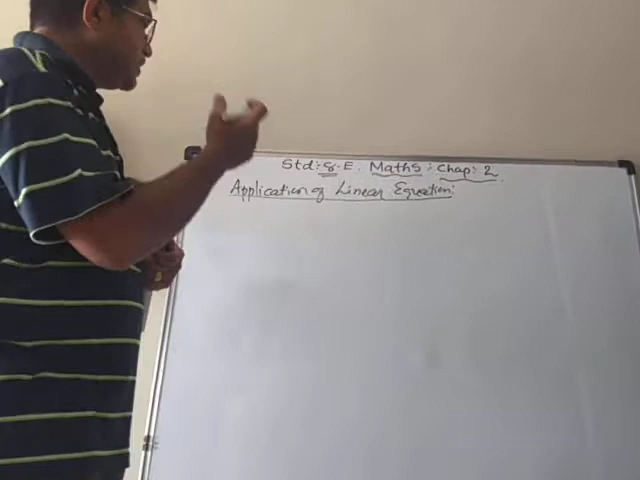 Std: 8-E. Maths: Chap: 2
Application of Linear Equation: